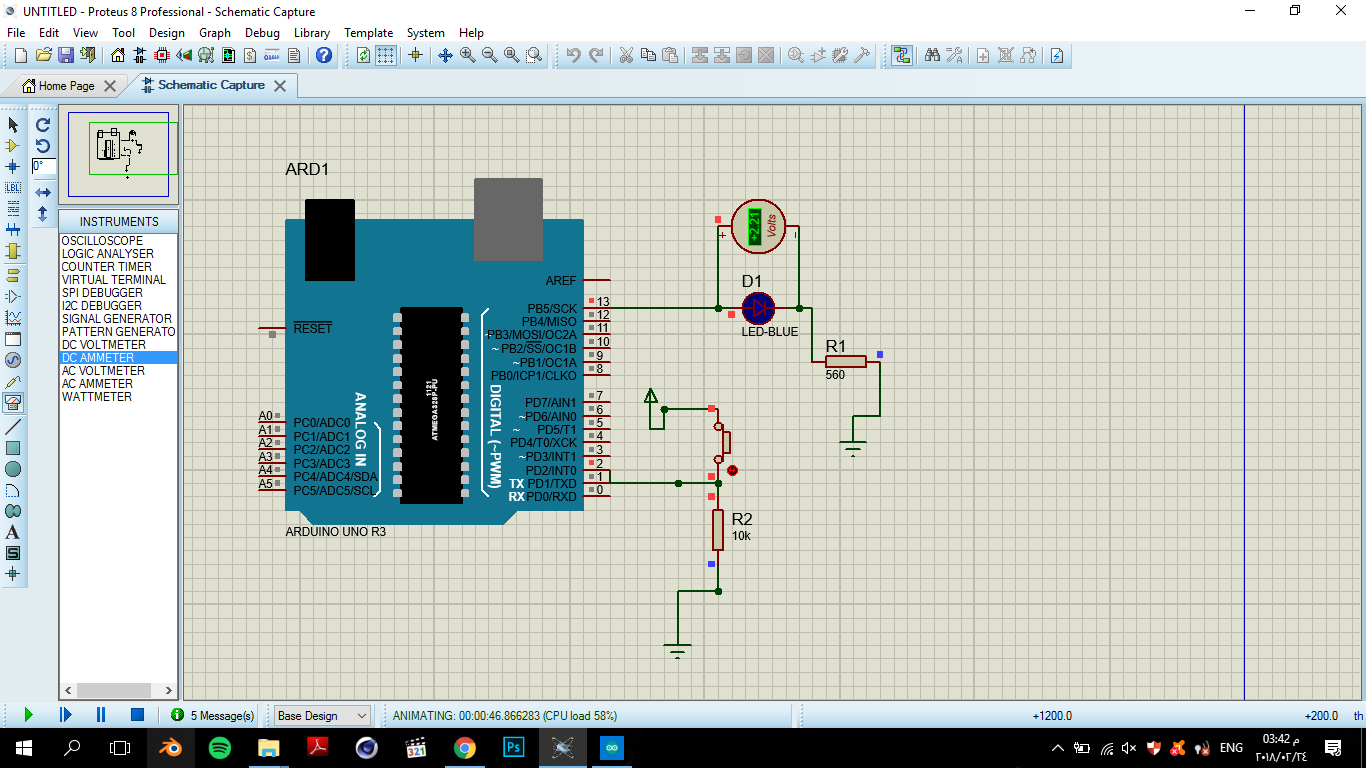 UNTITLED - Proteus 8 Professional - Schematic Capture
File Edit View Tool Design Graph Debug Library Template System Help
Home Page
Schematic Capture
LBL
0°
INSTRUMENTS
OSCILLOSCOPE
LOGIC ANALYSER
COUNTER TIMER
VIRTUAL TERMINAL
SPI DEBUGGER
I2C DEBUGGER
SIGNAL GENERATOR
PATTERN GENERATO
DC VOLTMETER
DC AMMETER
AC VOLTMETER
AC AMMETER
WATTMETER
A
S
ARD1
RESET
AREF
PB5/SCK 13
PB4/MISO 12
~PB3/MOSI/OC2A 11
~ PB2/SS/OC1B 10
~PB1/OC1A 9
PB0/ICP1/CLKO 8
PD7/AIN1 7
~PD6/AIN0 6
~ PD5/T1 5
PD4/T0/XCK 4
~PD3/INT1 3
PD2/INT0 2
TX PD1/TXD 1
RX PD0/RXD 0
A0 PC0/ADC0
A1 PC1/ADC1
A2 PC2/ADC2
A3 PC3/ADC3
A4 PC4/ADC4/SDA
A5 PC5/ADC5/SCL
ANALOG IN
ATMEGA328P-PU
1121
DIGITAL (~PWM)
ARDUINO UNO R3
+2.21
Volts
+ -
D1
LED-BLUE
R1
560
R2
10k
5 Message(s)
Base Design
ANIMATING: 00:00:46.866283 (CPU load 58%)
+1200.0
+200.0
th
321
Ps
ENG
03:42 م
٢٠١٨/٠٢/٢٤